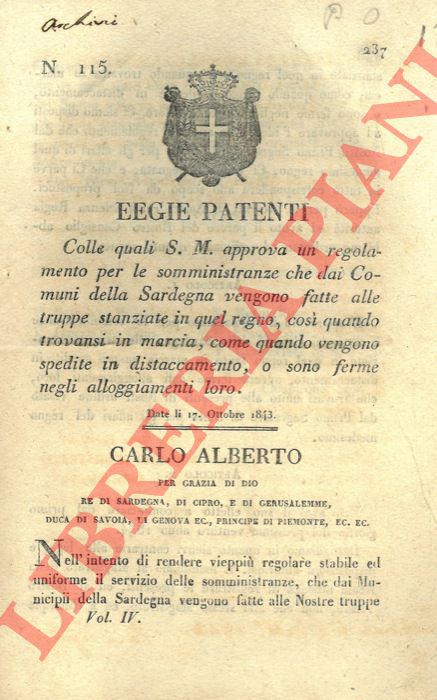 Archivi
P O
237
N. 115.
EEGIE PATENTI
Colle quali S. M. approva un regola-
mento per le somministranze che dai Co-
muni della Sardegna vengono fatte alle
truppe stanziate in quel regno, così quando
trovansi in marcia, come quando vengono
spedite in distaccamento, o sono ferme
negli alloggiamenti loro.
Date li 17. Ottobre 1843.
CARLO ALBERTO
PER GRAZIA DI DIO
RE DI SARDEGNA, DI CIPRO, E DI GERUSALEMME,
DUCA DI SAVOIA, DI GENOVA EC., PRINCIPE DI PIEMONTE, EC. EC.
Nell'intento di rendere vieppiù regolare stabile ed
uniforme il servizio delle somministranze, che dai Mu-
nicipii della Sardegna vengono fatte alle Nostre truppe
Vol. IV.
LIBRERIA PIANI